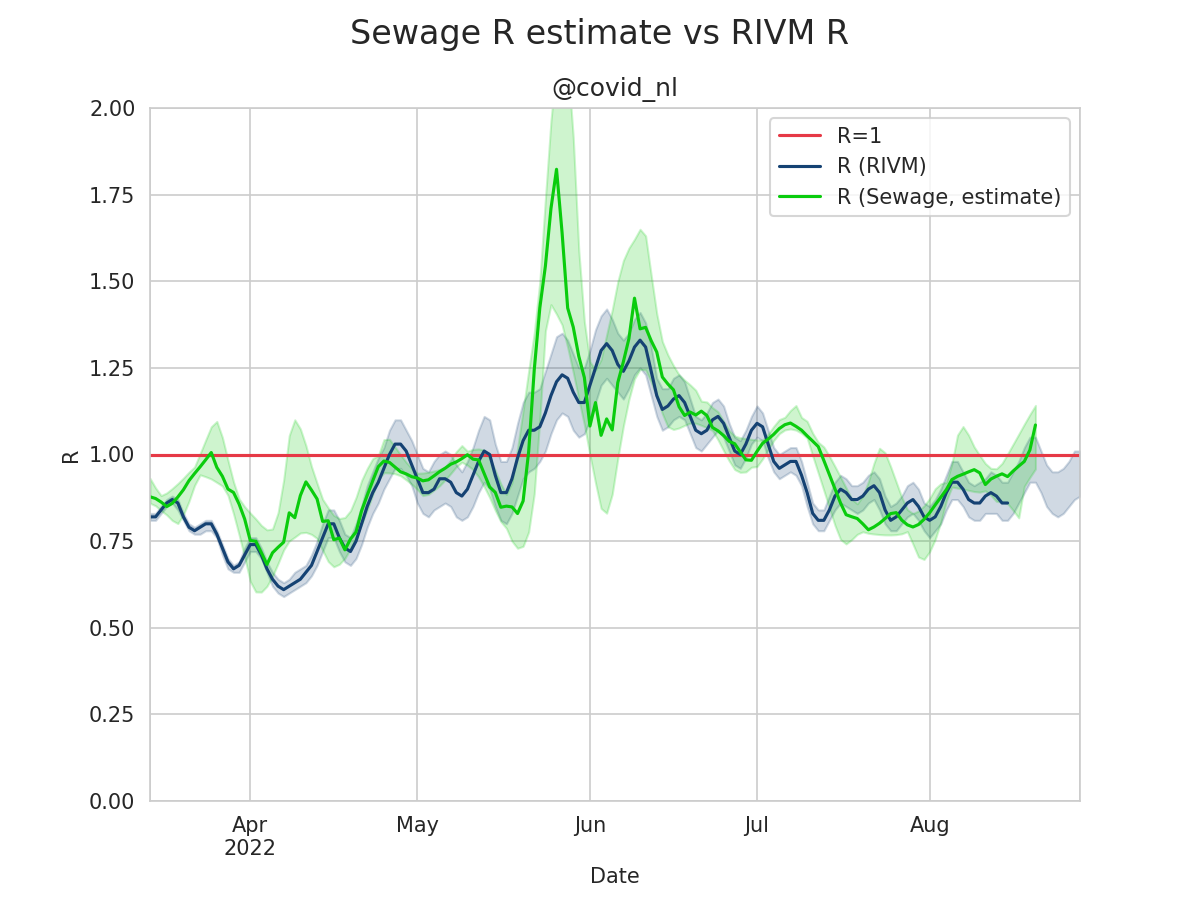 Sewage R estimate vs RIVM R
@covid_nl
2.00
1.75
1.50
1.25
1.00
0.75
0.50
0.25
0.00
R
R=1
R (RIVM)
R (Sewage, estimate)
Apr
2022
May
Jun
Jul
Aug
Date